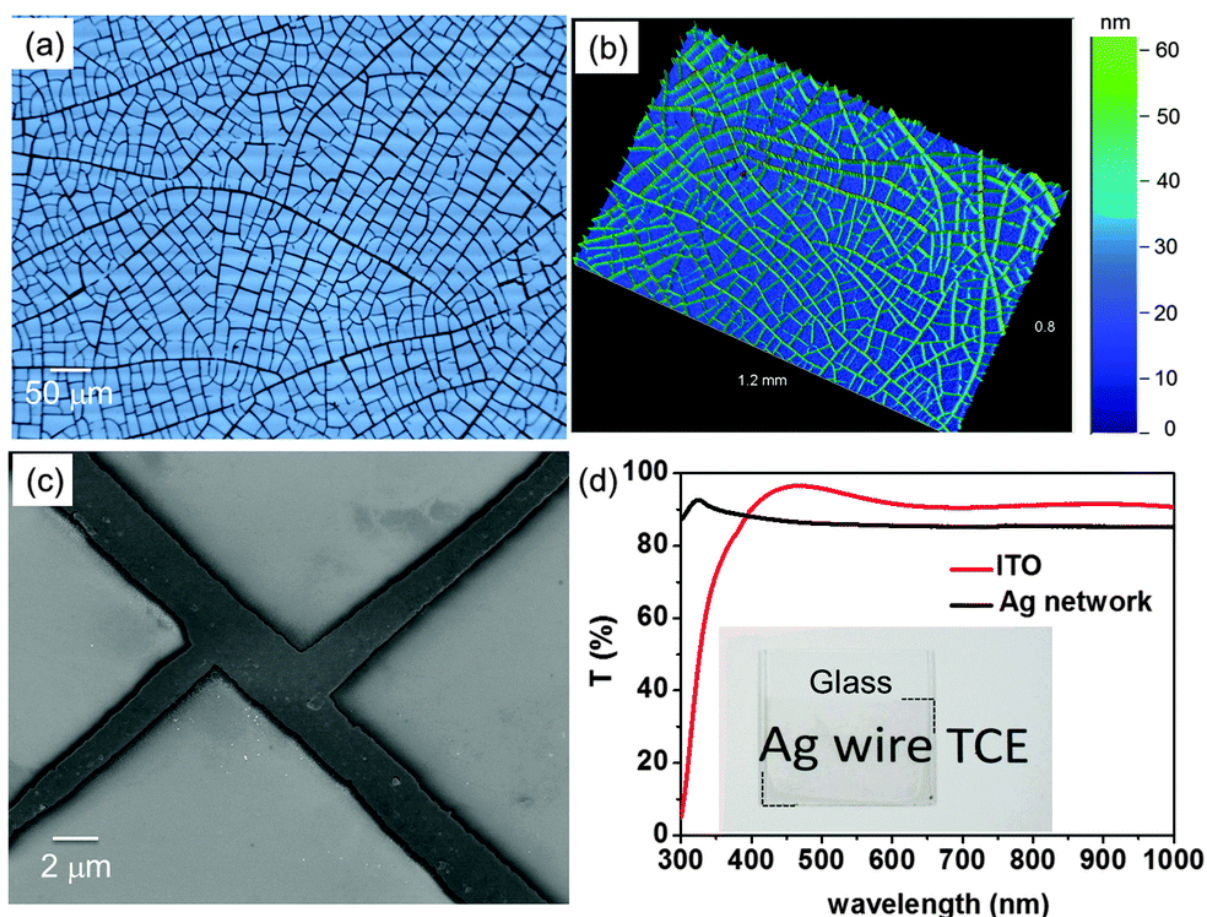 (a)
50 μm
(b)
1.2 mm
0.8
nm
60
50
40
30
20
10
0
(c)
2 μm
(d)
100
80
60
40
20
0
T (%)
ITO
Ag network
Glass
Ag wire TCE
300 400 500 600 700 800 900 1000
wavelength (nm)